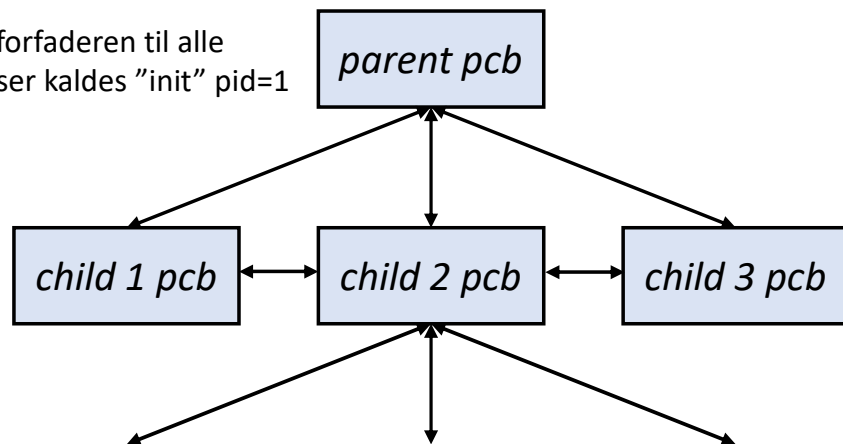 forfaderen til alle
ser kaldes ”init” pid=1
parent pcb
child 1 pcb
child 2 pcb
child 3 pcb